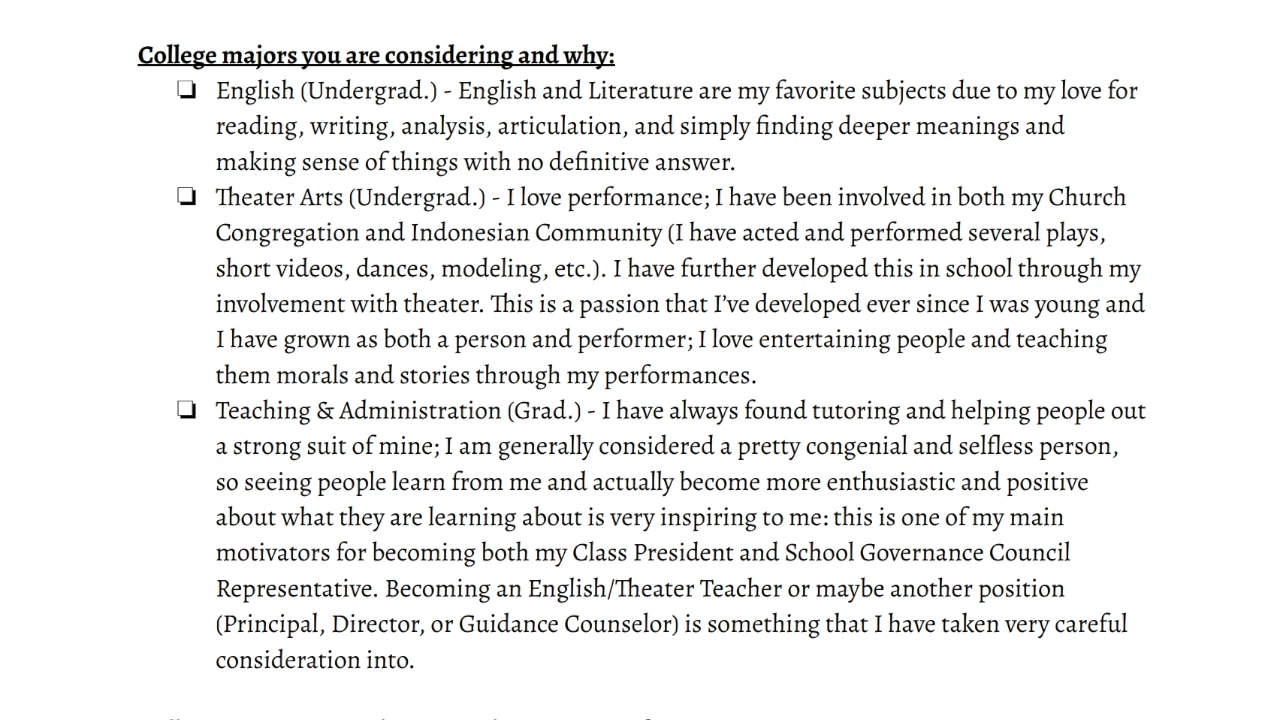 College majors you are considering and why:
❏ English (Undergrad.) - English and Literature are my favorite subjects due to my love for
reading, writing, analysis, articulation, and simply finding deeper meanings and
making sense of things with no definitive answer.
❏ Theater Arts (Undergrad.) - I love performance; I have been involved in both my Church
Congregation and Indonesian Community (I have acted and performed several plays,
short videos, dances, modeling, etc.). I have further developed this in school through my
involvement with theater. This is a passion that I’ve developed ever since I was young and
I have grown as both a person and performer; I love entertaining people and teaching
them morals and stories through my performances.
❏ Teaching & Administration (Grad.) - I have always found tutoring and helping people out
a strong suit of mine; I am generally considered a pretty congenial and selfless person,
so seeing people learn from me and actually become more enthusiastic and positive
about what they are learning about is very inspiring to me: this is one of my main
motivators for becoming both my Class President and School Governance Council
Representative. Becoming an English/Theater Teacher or maybe another position
(Principal, Director, or Guidance Counselor) is something that I have taken very careful
consideration into.